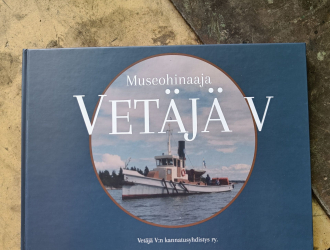 Museohinaaja
VETÄJÄ V
Vetäjä V:n kannatusyhdistys ry.